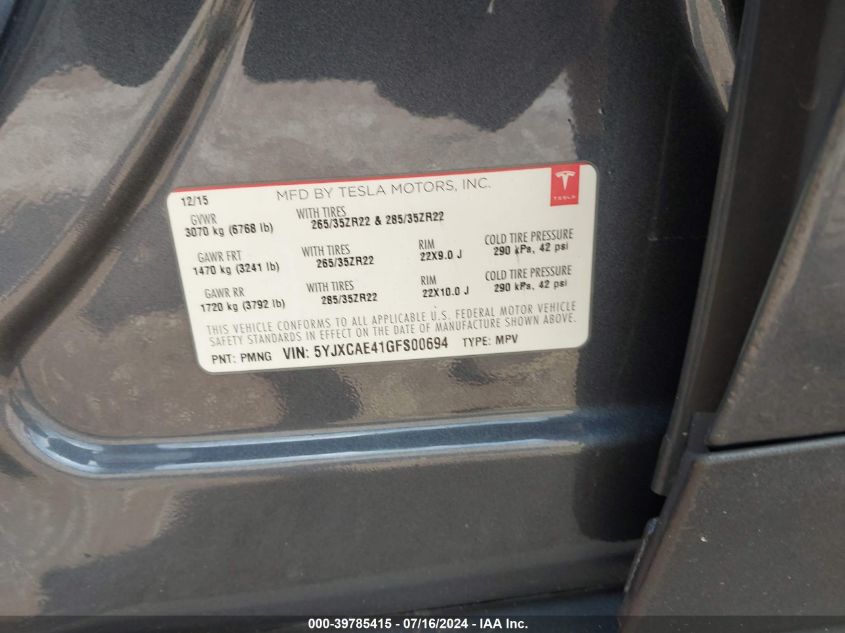 12/15
MFD BY TESLA MOTORS, INC.
TESLA
GVWR
3070 kg (6768 lb)
WITH TIRES
265/35ZR22 & 285/35ZR22
GAWR FRT
1470 kg (3241 lb)
WITH TIRES
265/35ZR22
RIM
22X9.0 J
COLD TIRE PRESSURE
290 kPa, 42 psi
GAWR RR
1720 kg (3792 lb)
WITH TIRES
285/35ZR22
RIM
22X10.0 J
COLD TIRE PRESSURE
290 kPa, 42 psi
THIS VEHICLE CONFORMS TO ALL APPLICABLE U.S. FEDERAL MOTOR VEHICLE
SAFETY STANDARDS IN EFFECT ON THE DATE OF MANUFACTURE SHOWN ABOVE.
PNT: PMNG VIN: 5YJXCAE41GFS00694 TYPE: MPV
000-39785415 - 07/16/2024 - IAA Inc.